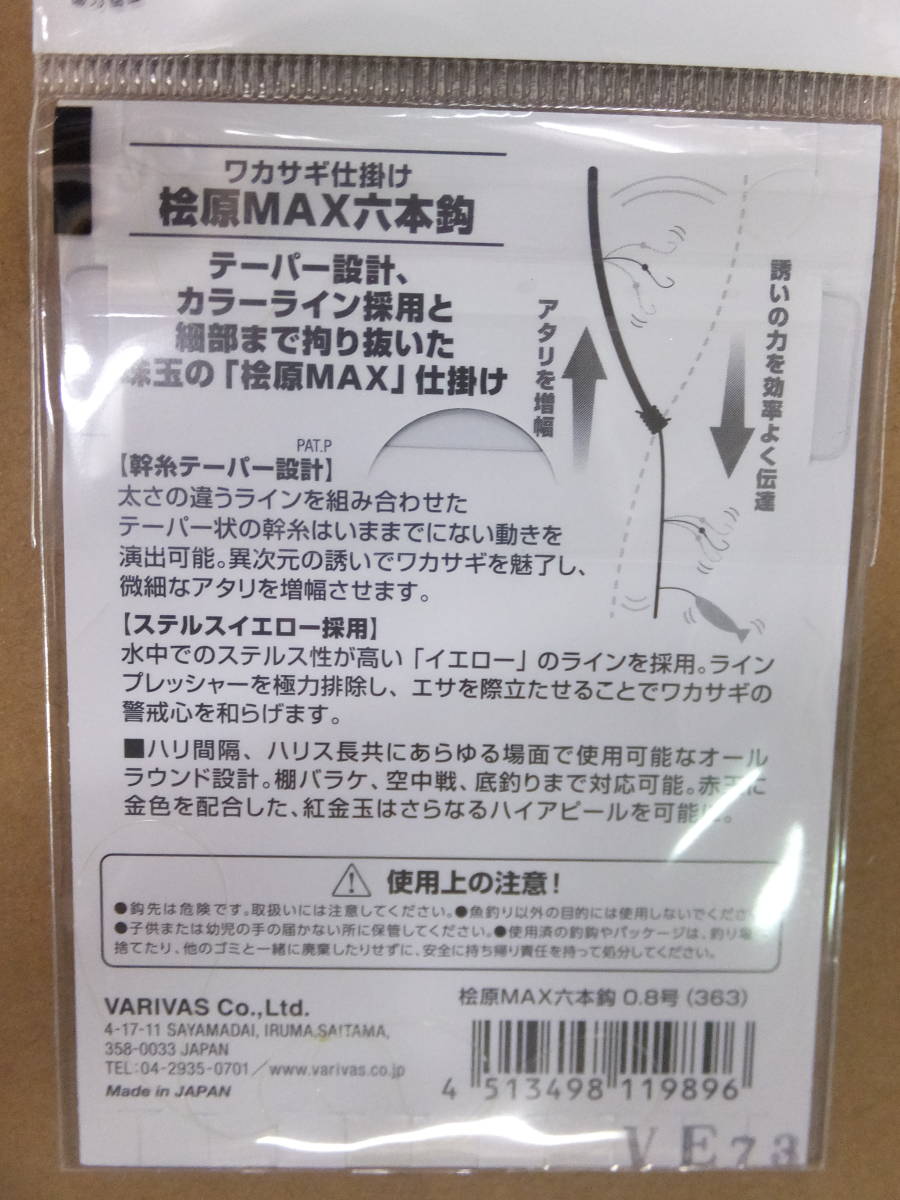 ワカサギ仕掛け
桧原MAX六本鈎
テーパー設計、
カラーライン採用と
細部まで拘り抜いた
珠玉の「桧原MAX」仕掛け
アタリを増幅
誘いの力を効率よく伝達
PAT.P
【幹糸テーパー設計】
太さの違うラインを組み合わせた
テーパー状の幹糸はいままでにない動きを
演出可能。異次元の誘いでワカサギを魅了し、
微細なアタリを増幅させます。
【ステルスイエロー採用】
水中でのステルス性が高い「イエロー」のラインを採用。ライン
プレッシャーを極力排除し、エサを際立たせることでワカサギの
警戒心を和らげます。
■ハリ間隔、ハリス長共にあらゆる場面で使用可能なオール
ラウンド設計。棚バラケ、空中戦、底釣りまで対応可能。赤玉に
金色を配合した、紅金玉はさらなるハイアピールを可能に。
使用上の注意！
●鈎先は危険です。取扱いには注意してください。●魚釣り以外の目的には使用しないでくださ
●子供または幼児の手の届かない所に保管してください。●使用済の釣鈎やパッケージは、釣り場
捨てたり、他のゴミと一緒に廃棄したりせずに、安全に持ち帰り責任を持って処分してください。
VARIVAS Co.,Ltd.
4-17-11 SAYAMADAI, IRUMA,SAITAMA,
358-0033 JAPAN
TEL:04-2935-0701／www.varivas.co.jp
Made in JAPAN
桧原MAX六本鈎 0.8号（363）
4 513498 119896
VE73